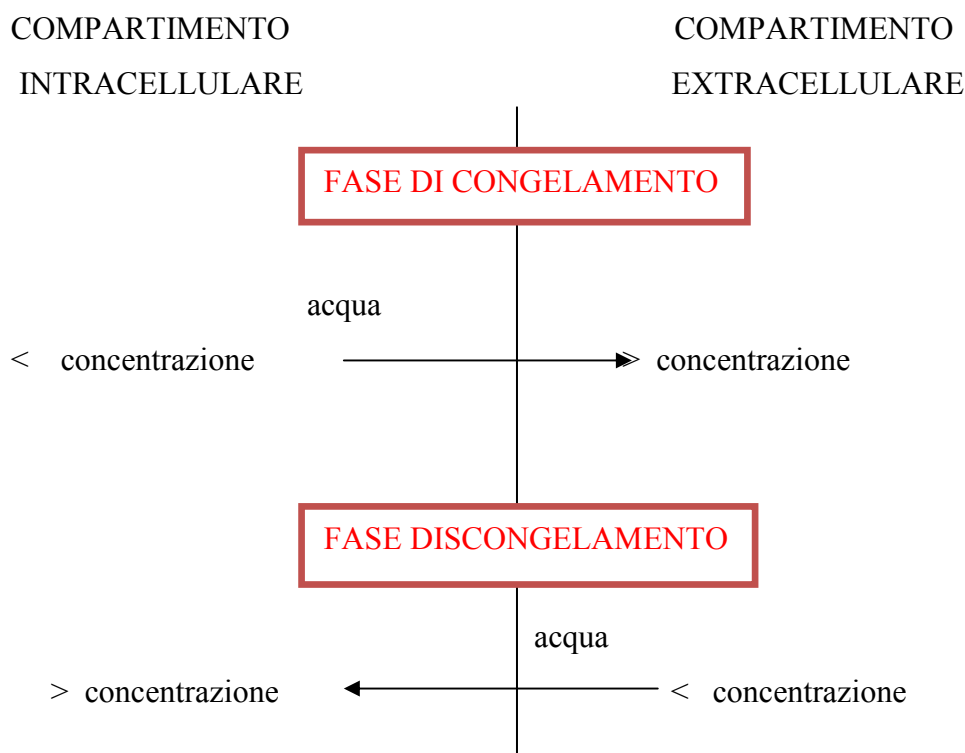 COMPARTIMENTO COMPARTIMENTO
INTRACELLULARE EXTRACELLULARE
FASE DI CONGELAMENTO
acqua
< concentrazione > concentrazione
FASE DISCONGELAMENTO
acqua
> concentrazione < concentrazione